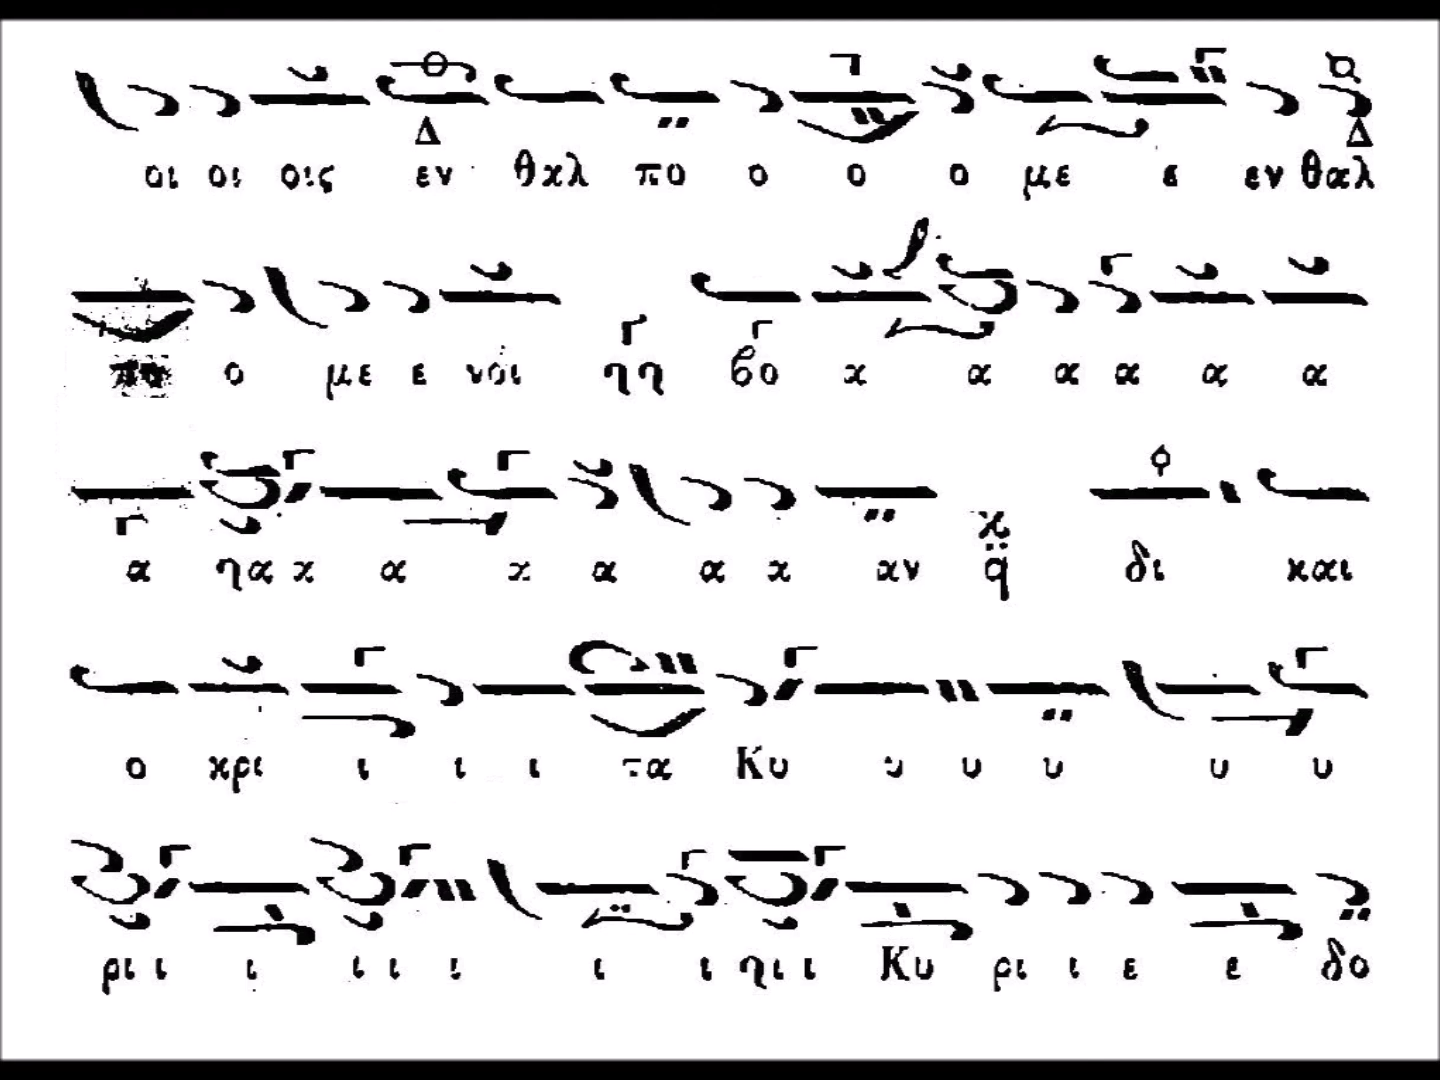 οι οι οις εν θαλ πο ο ο ο με ε εν θαλ
ο με ε νοι ηη βο α α α α α α
α ηα α α α α α α αν δι και
ο κρι ι ι ι τα Κυ υ υ υ υ υ
ρι ι ι ι ι ι ι ι ηι ι Κυ ρι ι ε ε δο